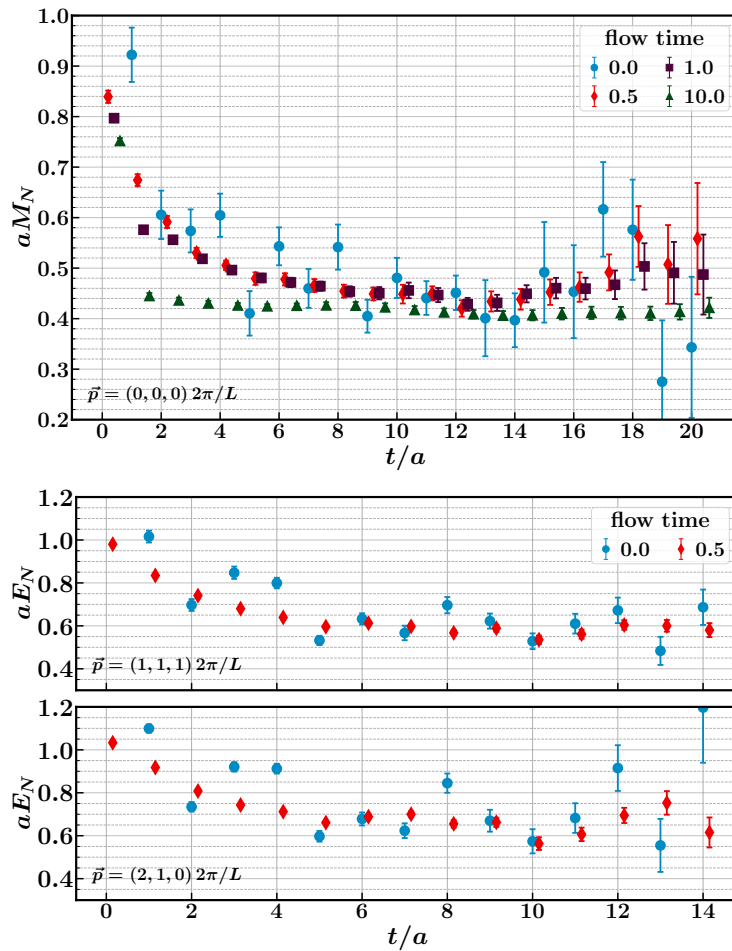 1.0
0.9
0.8
0.7
0.6
0.5
0.4
0.3
0.2
aM_N
flow time
0.0 1.0
0.5 10.0
p⃗ = (0, 0, 0) 2π/L
0 2 4 6 8 10 12 14 16 18 20
t/a
1.2
1.0
0.8
0.6
0.4
aE_N
flow time
0.0 0.5
p⃗ = (1, 1, 1) 2π/L
1.2
1.0
0.8
0.6
0.4
aE_N
p⃗ = (2, 1, 0) 2π/L
0 2 4 6 8 10 12 14
t/a